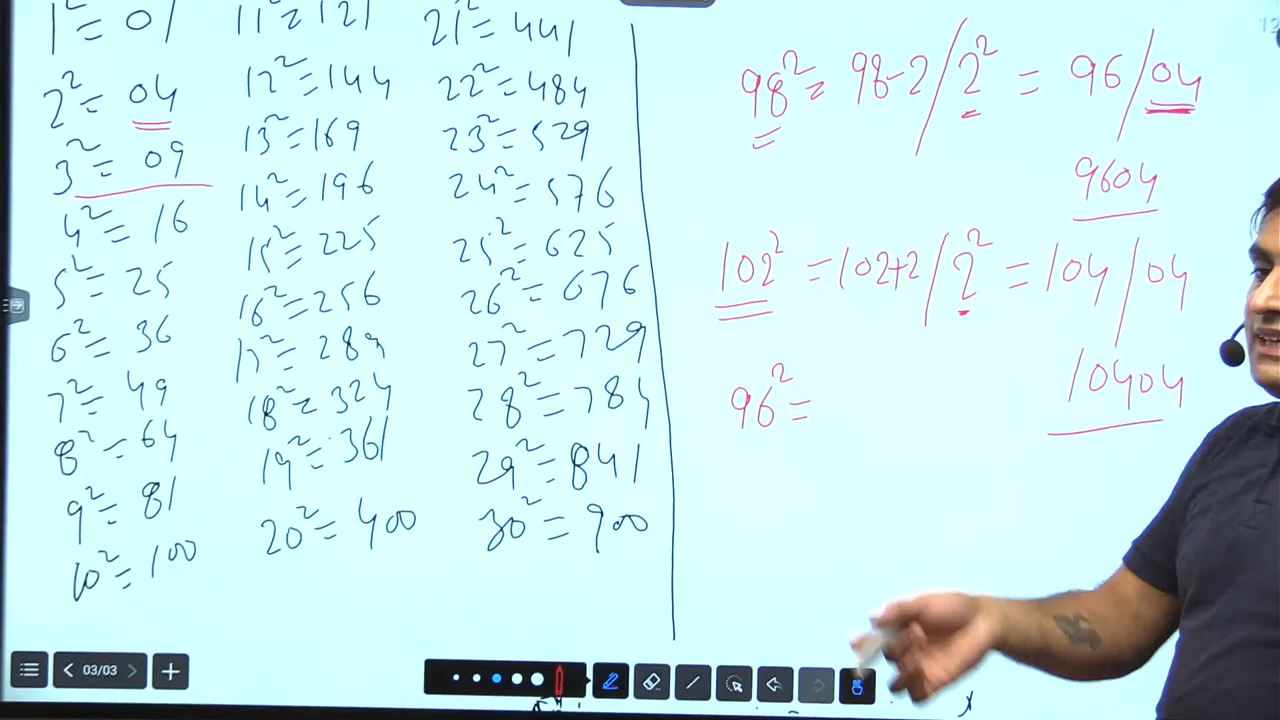 1² = 01
2² = 04
3² = 09
4² = 16
5² = 25
6² = 36
7² = 49
8² = 64
9² = 81
10² = 100
11² = 121
12² = 144
13² = 169
14² = 196
15² = 225
16² = 256
17² = 289
18² = 324
19² = 361
20² = 400
21² = 441
22² = 484
23² = 529
24² = 576
25² = 625
26² = 676
27² = 729
28² = 784
29² = 841
30² = 900
98² = 98-2/2² = 96/04
9604
102² = 102+2/2² = 104/04
10404
96² =
03/03